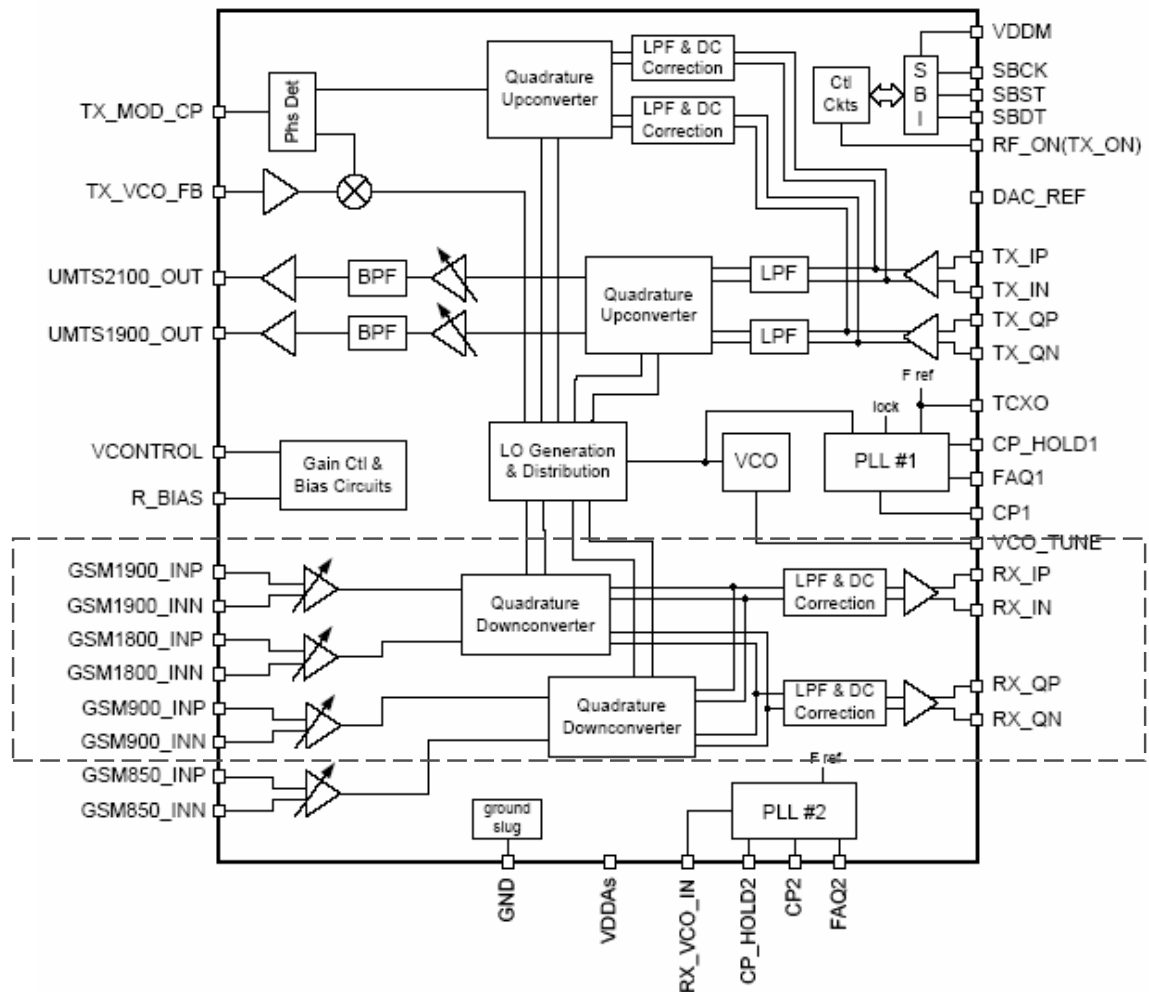 TX_MOD_CP
TX_VCO_FB
UMTS2100_OUT
UMTS1900_OUT
VCONTROL
R_BIAS
GSM1900_INP
GSM1900_INN
GSM1800_INP
GSM1800_INN
GSM900_INP
GSM900_INN
GSM850_INP
GSM850_INN
Phs Det
Quadrature
Upconverter
LPF & DC
Correction
LPF & DC
Correction
Ctl
Ckts
S
B
I
BPF
BPF
Quadrature
Upconverter
LPF
LPF
Gain Ctl &
Bias Circuits
LO Generation
& Distribution
VCO
F ref
lock
PLL #1
Quadrature
Downconverter
Quadrature
Downconverter
LPF & DC
Correction
LPF & DC
Correction
F ref
PLL #2
ground
slug
VDDM
SBCK
SBST
SBDT
RF_ON(TX_ON)
DAC_REF
TX_IP
TX_IN
TX_QP
TX_QN
TCXO
CP_HOLD1
FAQ1
CP1
VCO_TUNE
RX_IP
RX_IN
RX_QP
RX_QN
GND
VDDAs
RX_VCO_IN
CP_HOLD2
CP2
FAQ2